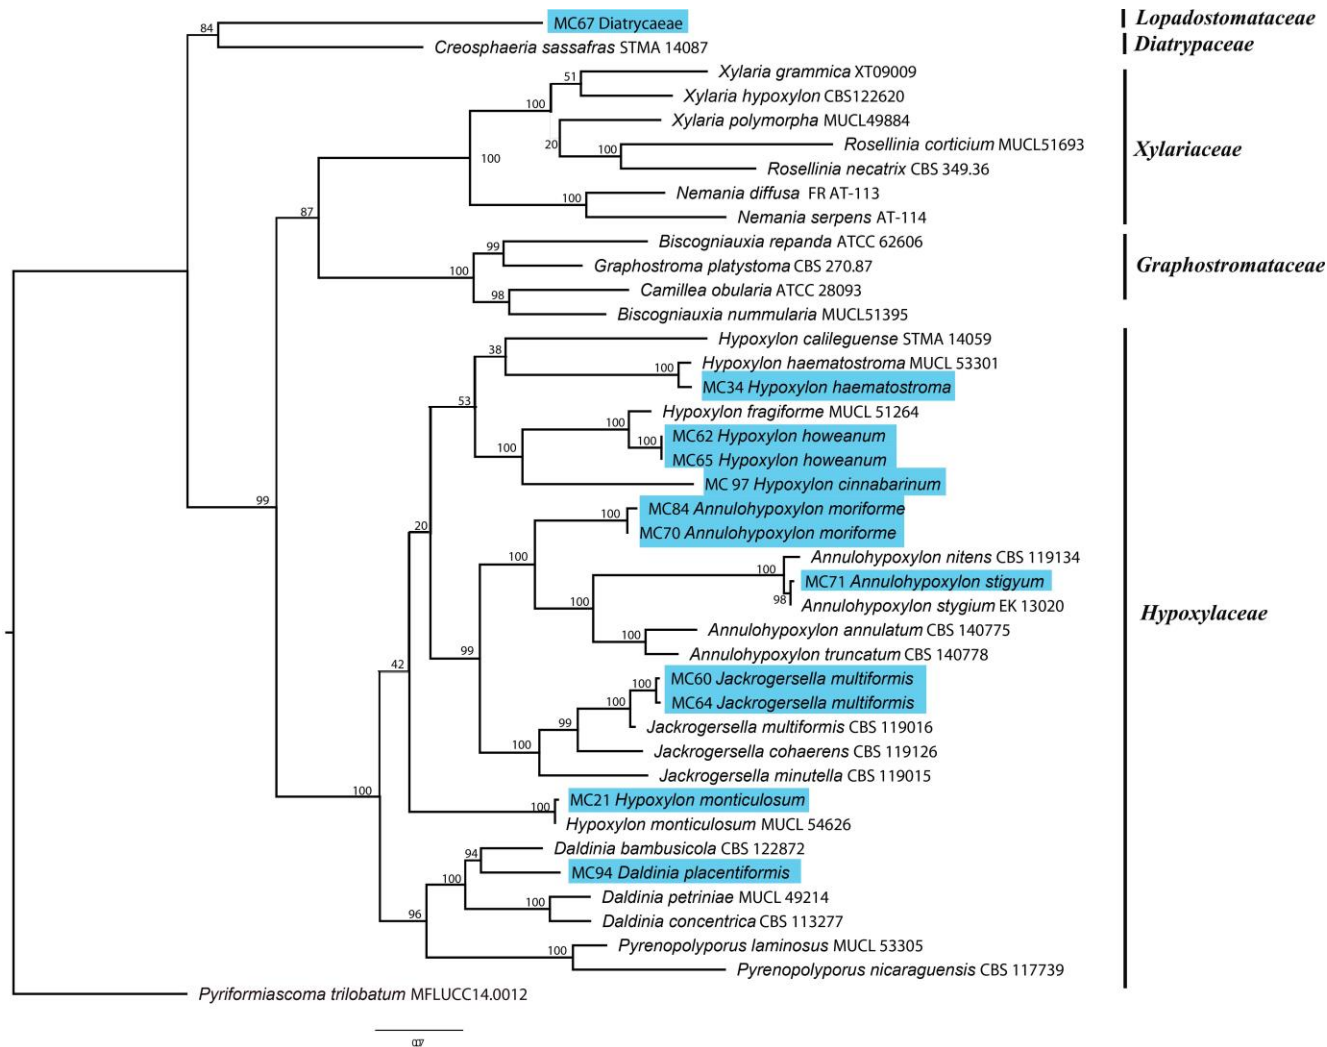 84
MC67 Diatrycaeae
Lopadostomataceae
Creosphaeria sassafras STMA 14087
Diatrypaceae
51
Xylaria grammica XT09009
100
Xylaria hypoxylon CBS122620
Xylaria polymorpha MUCL49884
20
100
Rosellinia corticium MUCL51693
Xylariaceae
100
Rosellinia necatrix CBS 349.36
100
Nemania diffusa FR AT-113
87
Nemania serpens AT-114
99
Biscogniauxia repanda ATCC 62606
100
Graphostroma platystoma CBS 270.87
Graphostromataceae
98
Camillea obularia ATCC 28093
Biscogniauxia nummularia MUCL51395
38
Hypoxylon calileguense STMA 14059
100
Hypoxylon haematostroma MUCL 53301
MC34 Hypoxylon haematostroma
53
100
Hypoxylon fragiforme MUCL 51264
100
100
MC62 Hypoxylon howeanum
MC65 Hypoxylon howeanum
MC 97 Hypoxylon cinnabarinum
99
20
100
MC84 Annulohypoxylon moriforme
MC70 Annulohypoxylon moriforme
100
Annulohypoxylon nitens CBS 119134
100
MC71 Annulohypoxylon stigyum
98
Annulohypoxylon stygium EK 13020
Hypoxylaceae
100
100
Annulohypoxylon annulatum CBS 140775
Annulohypoxylon truncatum CBS 140778
99
42
100
MC60 Jackrogersella multiformis
100
MC64 Jackrogersella multiformis
99
Jackrogersella multiformis CBS 119016
100
Jackrogersella cohaerens CBS 119126
Jackrogersella minutella CBS 119015
100
100
MC21 Hypoxylon monticulosum
Hypoxylon monticulosum MUCL 54626
94
Daldinia bambusicola CBS 122872
100
MC94 Daldinia placentiformis
96
100
Daldinia petriniae MUCL 49214
Daldinia concentrica CBS 113277
100
Pyrenopolyporus laminosus MUCL 53305
Pyrenopolyporus nicaraguensis CBS 117739
Pyriformiascoma trilobatum MFLUCC14.0012